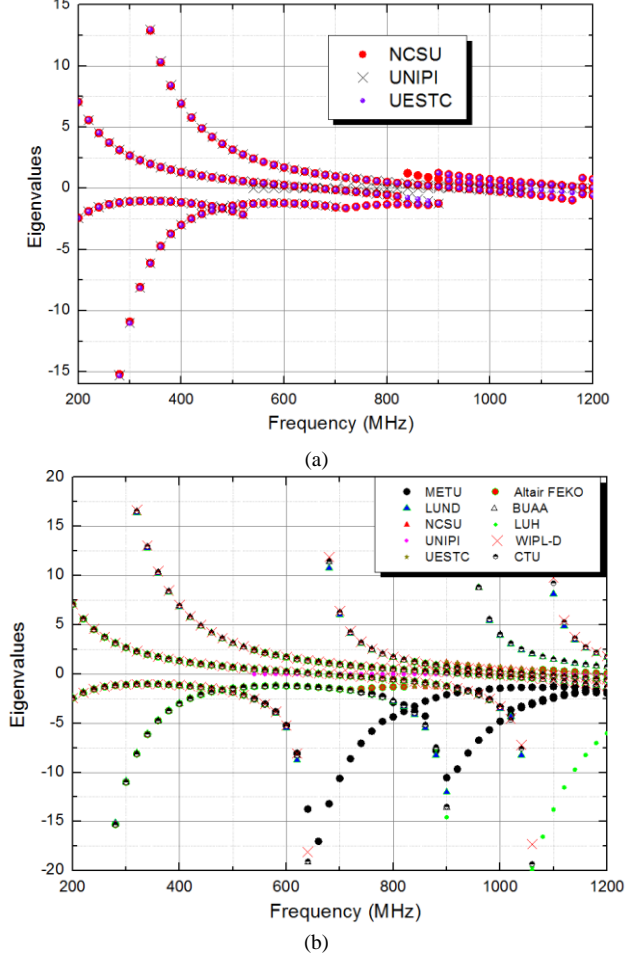 15
NCSU
UNIPI
UESTC
10
5
0
-5
-10
-15
Eigenvalues
200 400 600 800 1000 1200
Frequency (MHz)
(a)
20
METU Altair FEKO
LUND BUAA
NCSU LUH
UNIPI WIPL-D
UESTC CTU
15
10
5
0
-5
-10
-15
-20
Eigenvalues
200 400 600 800 1000 1200
Frequency (MHz)
(b)